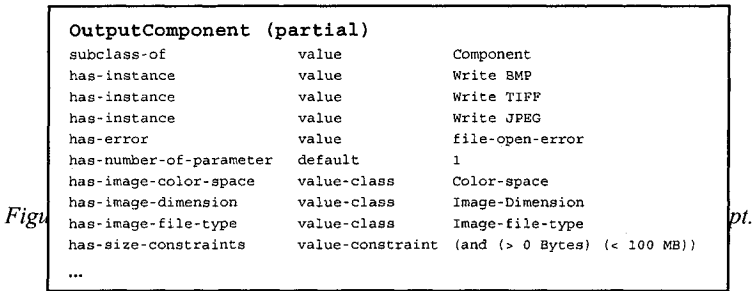 OutputComponent (partial)
subclass-of value Component
has-instance value Write BMP
has-instance value Write TIFF
has-instance value Write JPEG
has-error value file-open-error
has-number-of-parameter default 1
has-image-color-space value-class Color-space
has-image-dimension value-class Image-Dimension
has-image-file-type value-class Image-file-type
has-size-constraints value-constraint (and (> 0 Bytes) (< 100 MB))
...